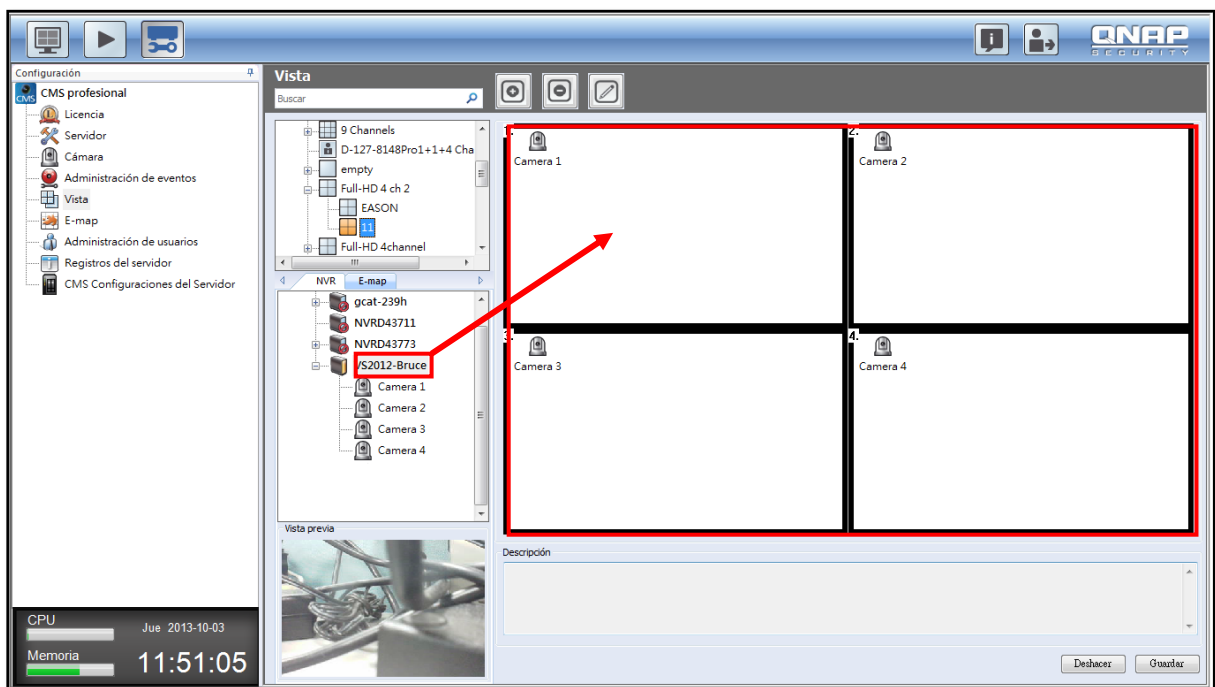 QNAP
SECURITY
Configuración
CMS profesional
Licencia
Servidor
Cámara
Administración de eventos
Vista
E-map
Administración de usuarios
Registros del servidor
CMS Configuraciones del Servidor
CPU
Jue 2013-10-03
Memoria
11:51:05
Vista
Buscar
9 Channels
D-127-8148Pro1+1+4 Cha
empty
Full-HD 4 ch 2
EASON
11
Full-HD 4channel
NVR E-map
gcat-239h
NVRD43711
NVRD43773
VS2012-Bruce
Camera 1
Camera 2
Camera 3
Camera 4
Vista previa
1.
Camera 1
2.
Camera 2
3.
Camera 3
4.
Camera 4
Descripción
Deshacer Guardar